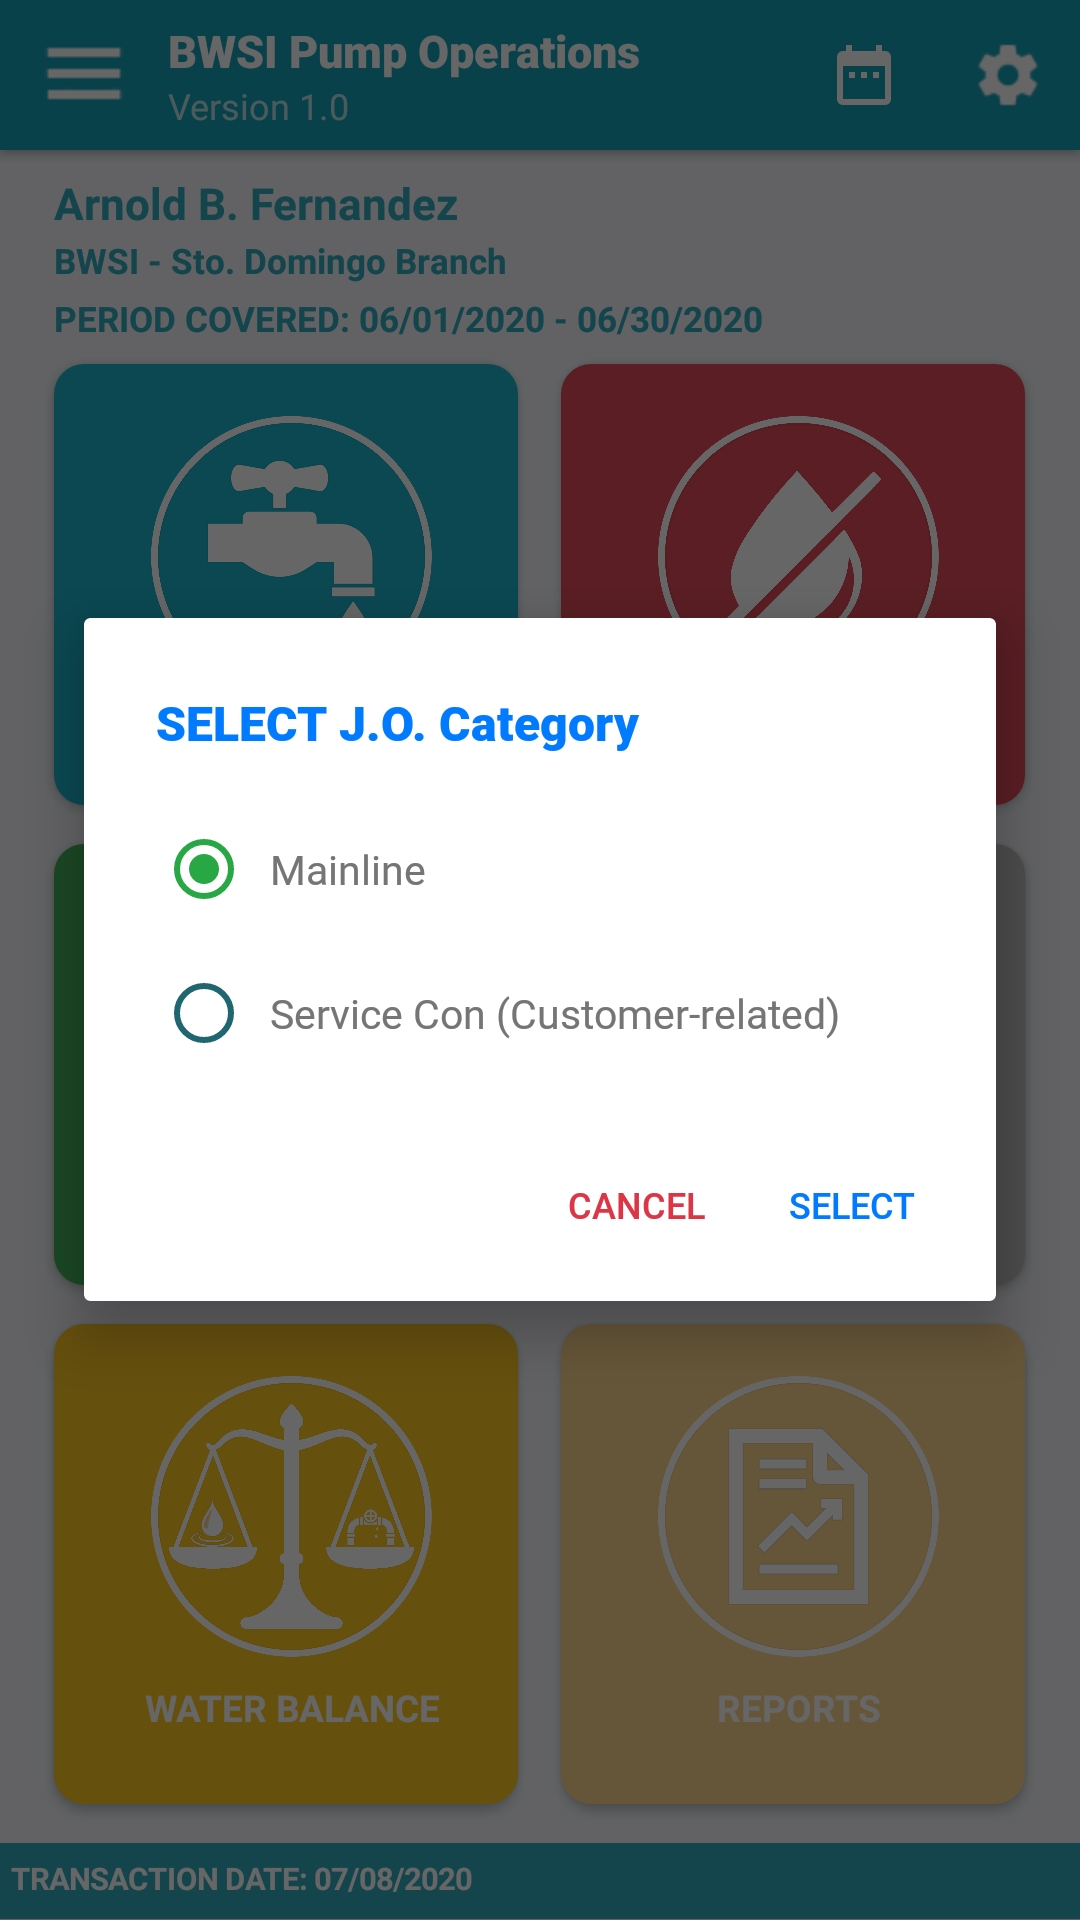 BWSI Pump Operations
Version 1.0
Arnold B. Fernandez
BWSI - Sto. Domingo Branch
PERIOD COVERED: 06/01/2020 - 06/30/2020
SELECT J.O. Category
Mainline
Service Con (Customer-related)
CANCEL SELECT
WATER BALANCE REPORTS
TRANSACTION DATE: 07/08/2020